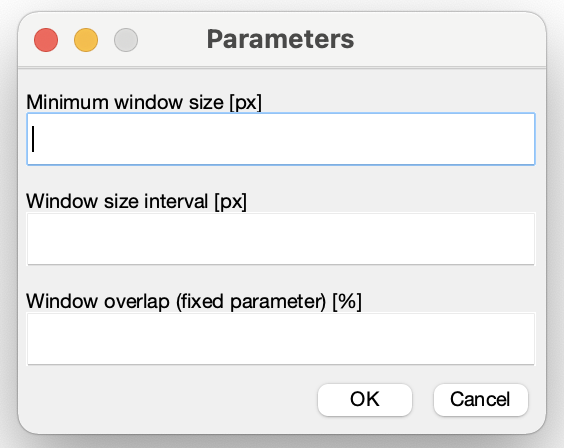 Parameters
Minimum window size [px]
Window size interval [px]
Window overlap (fixed parameter) [%]
OK Cancel